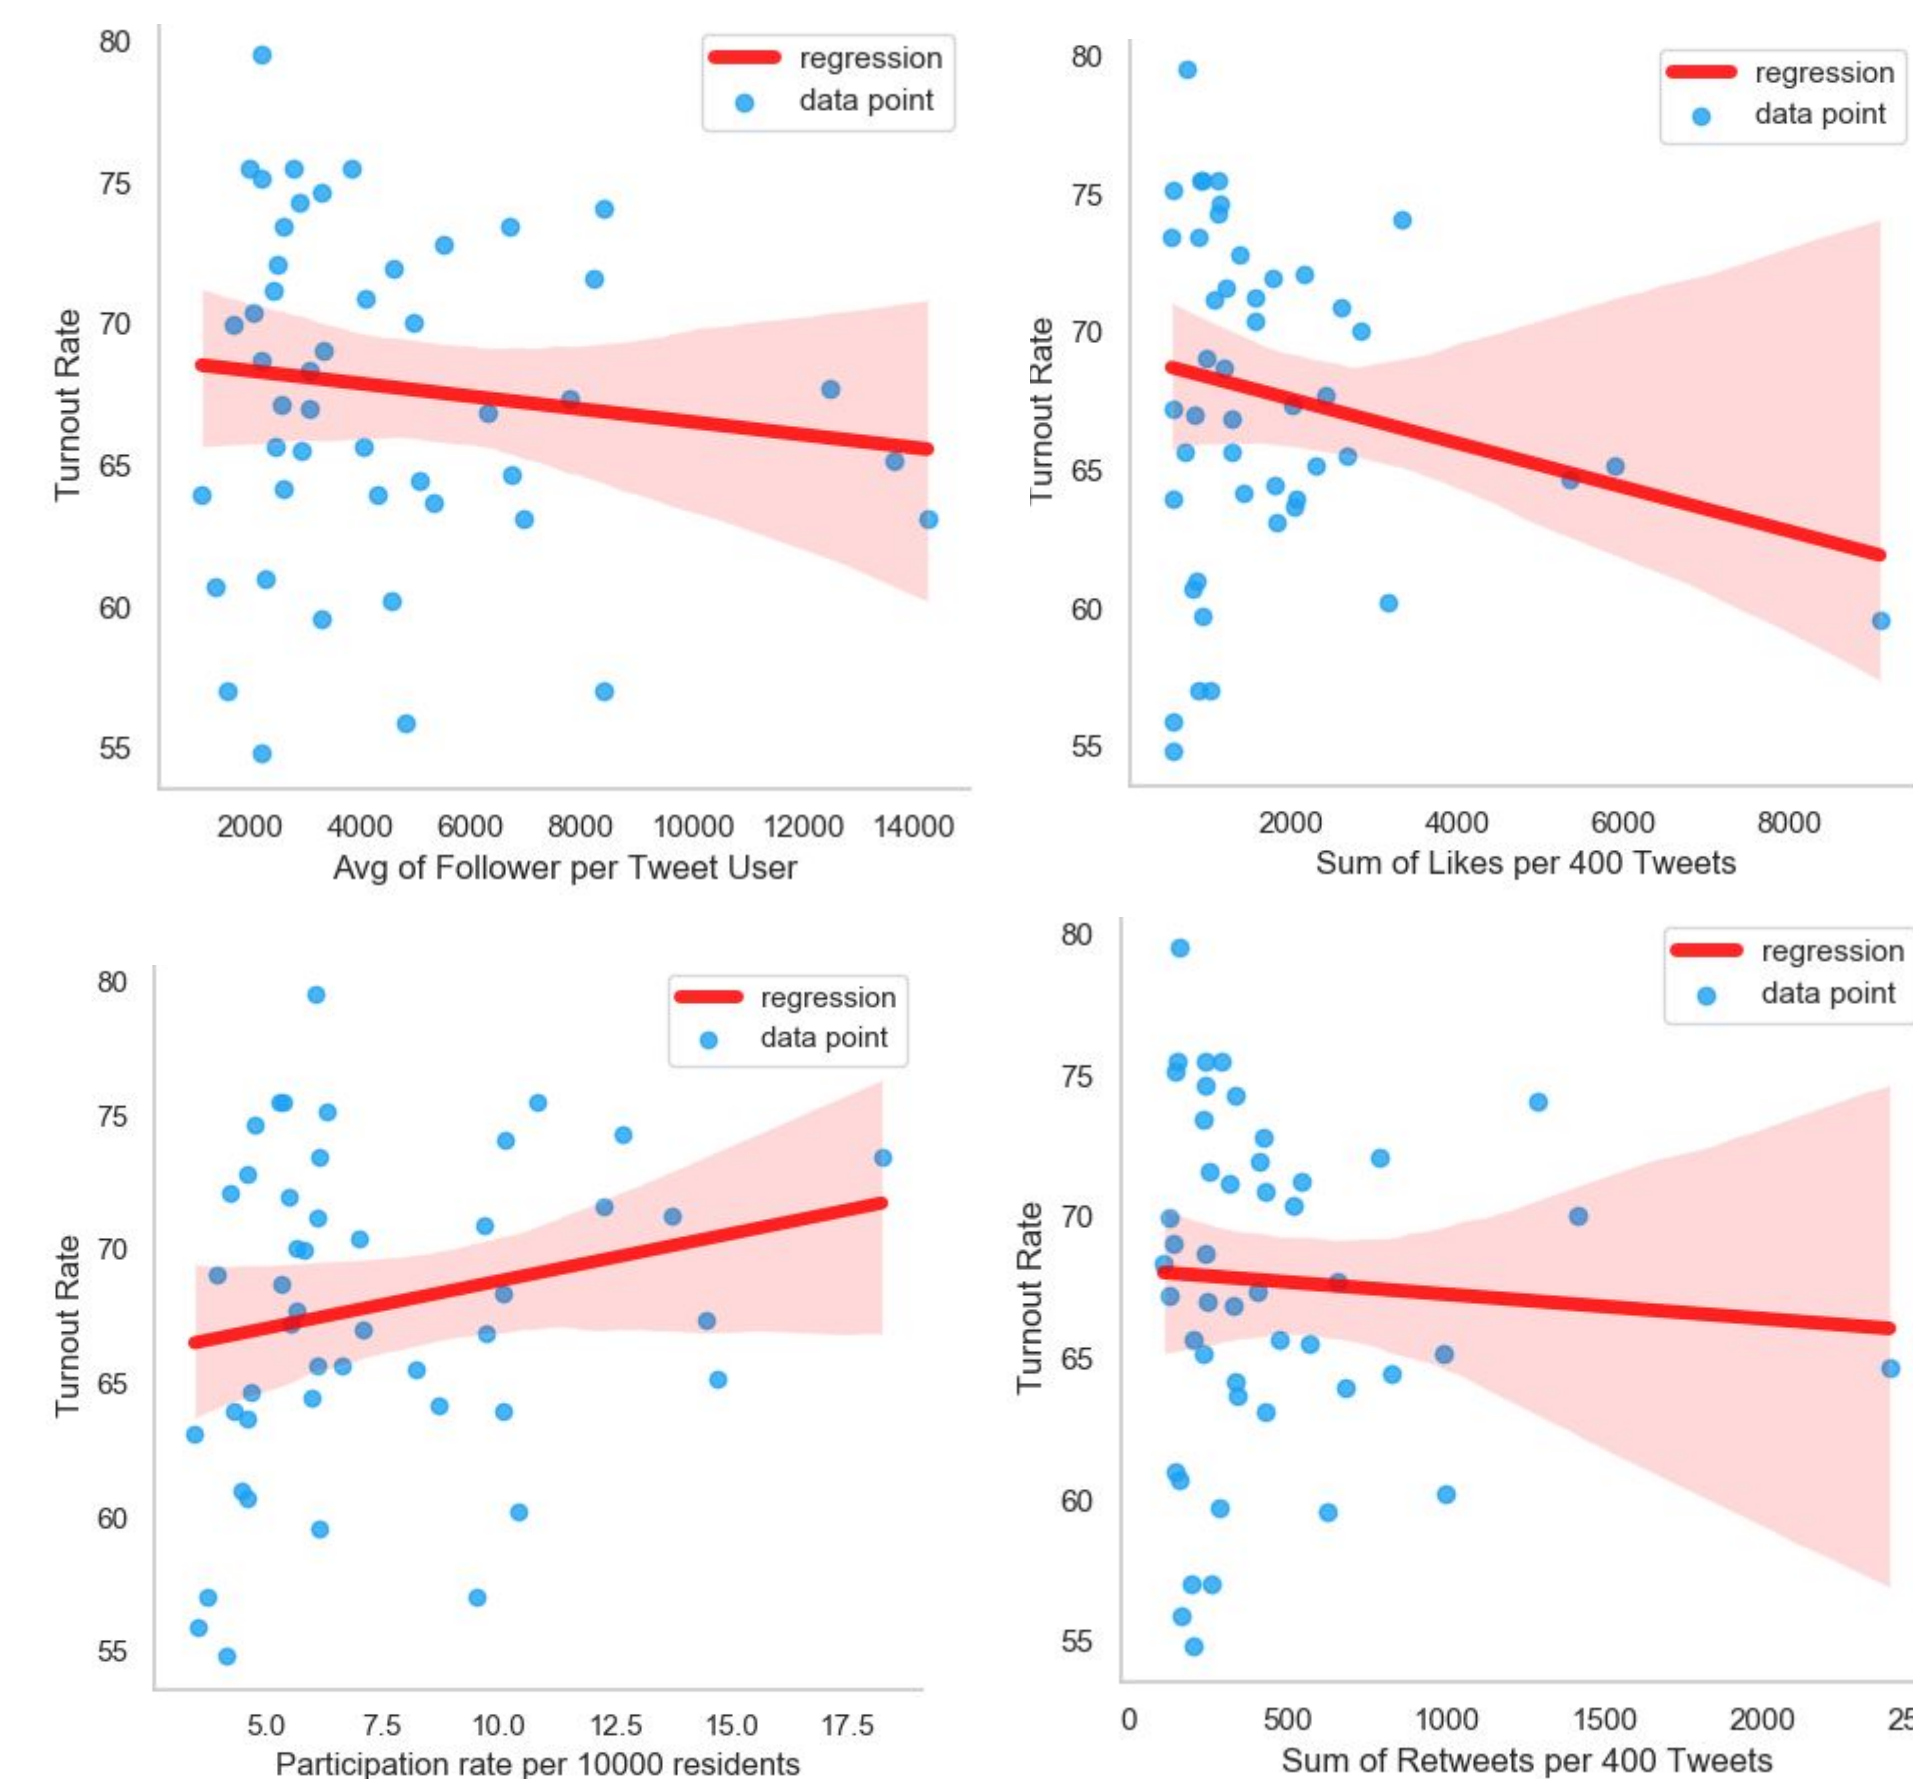 80
75
70
65
60
55
Turnout Rate
regression
data point
2000 4000 6000 8000 10000 12000 14000
Avg of Follower per Tweet User
80
75
70
65
60
55
Turnout Rate
regression
data point
2000 4000 6000 8000
Sum of Likes per 400 Tweets
80
75
70
65
60
55
Turnout Rate
regression
data point
5.0 7.5 10.0 12.5 15.0 17.5
Participation rate per 10000 residents
80
75
70
65
60
55
Turnout Rate
regression
data point
0 500 1000 1500 2000 25
Sum of Retweets per 400 Tweets